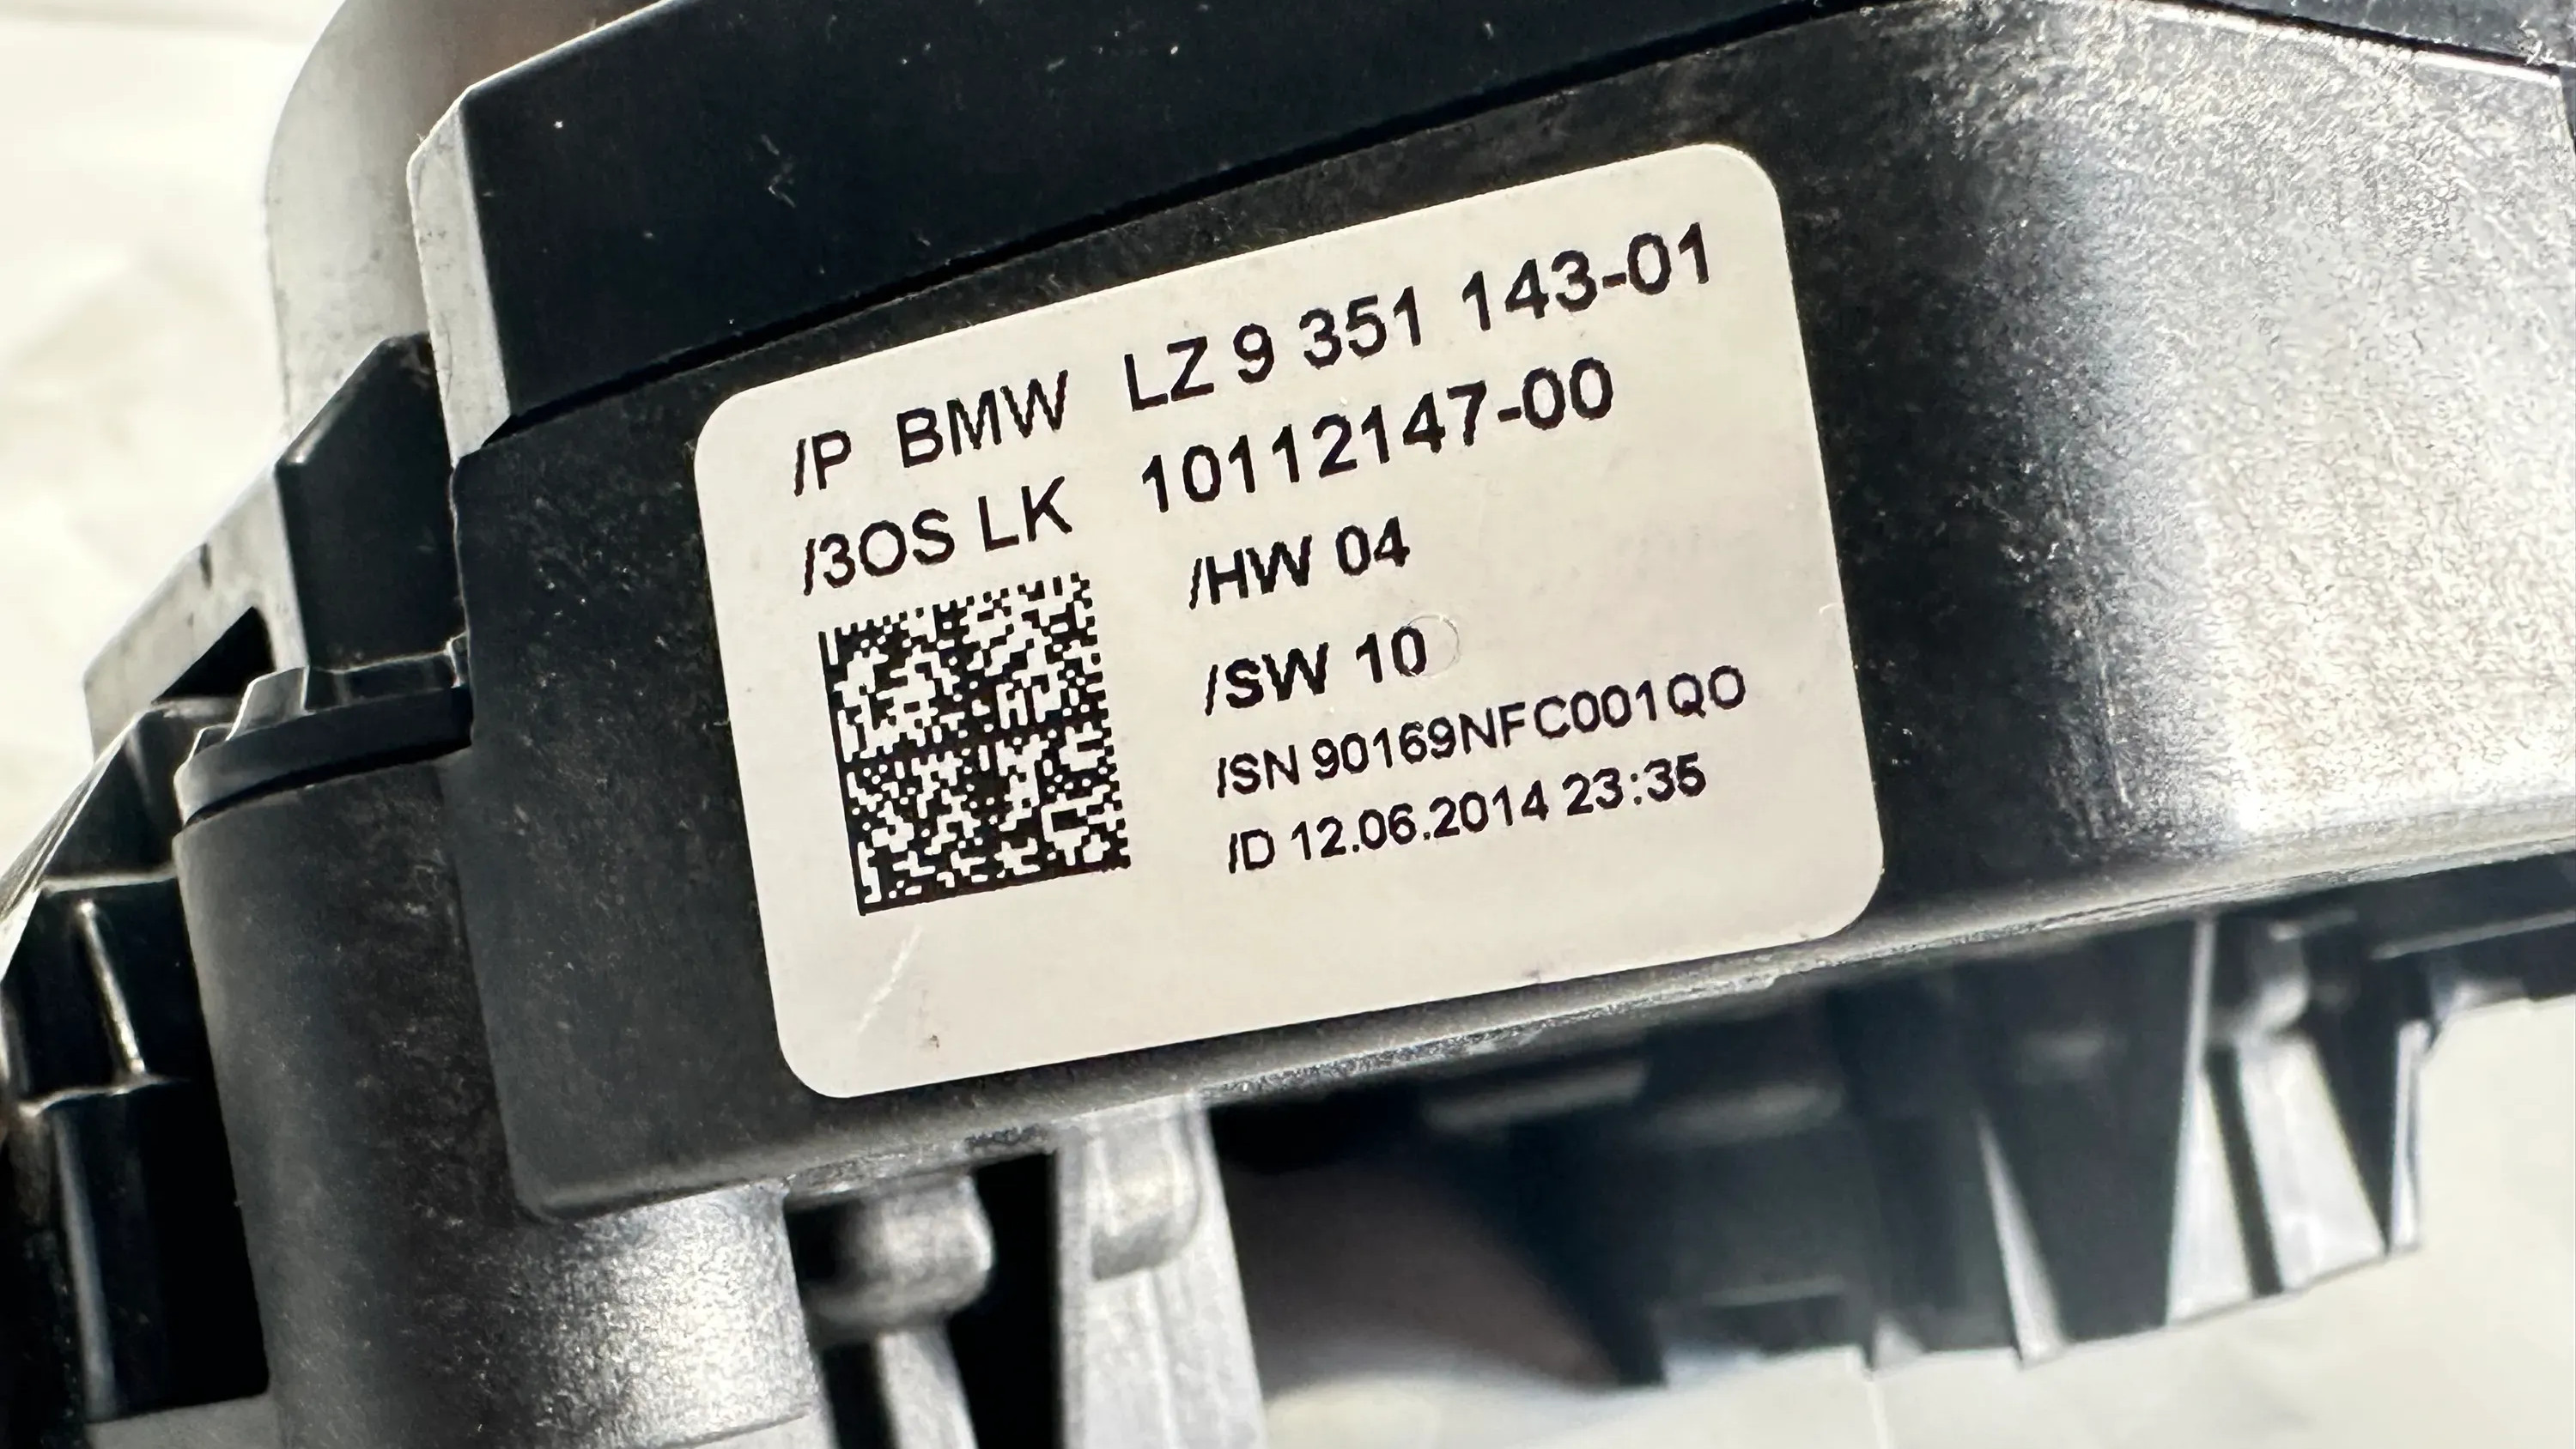 /P BMW LZ 9 351 143-01
/3OS LK 10112147-00
/HW 04
/SW 10
/SN 90169NFC001QO
/D 12.06.2014 23:35